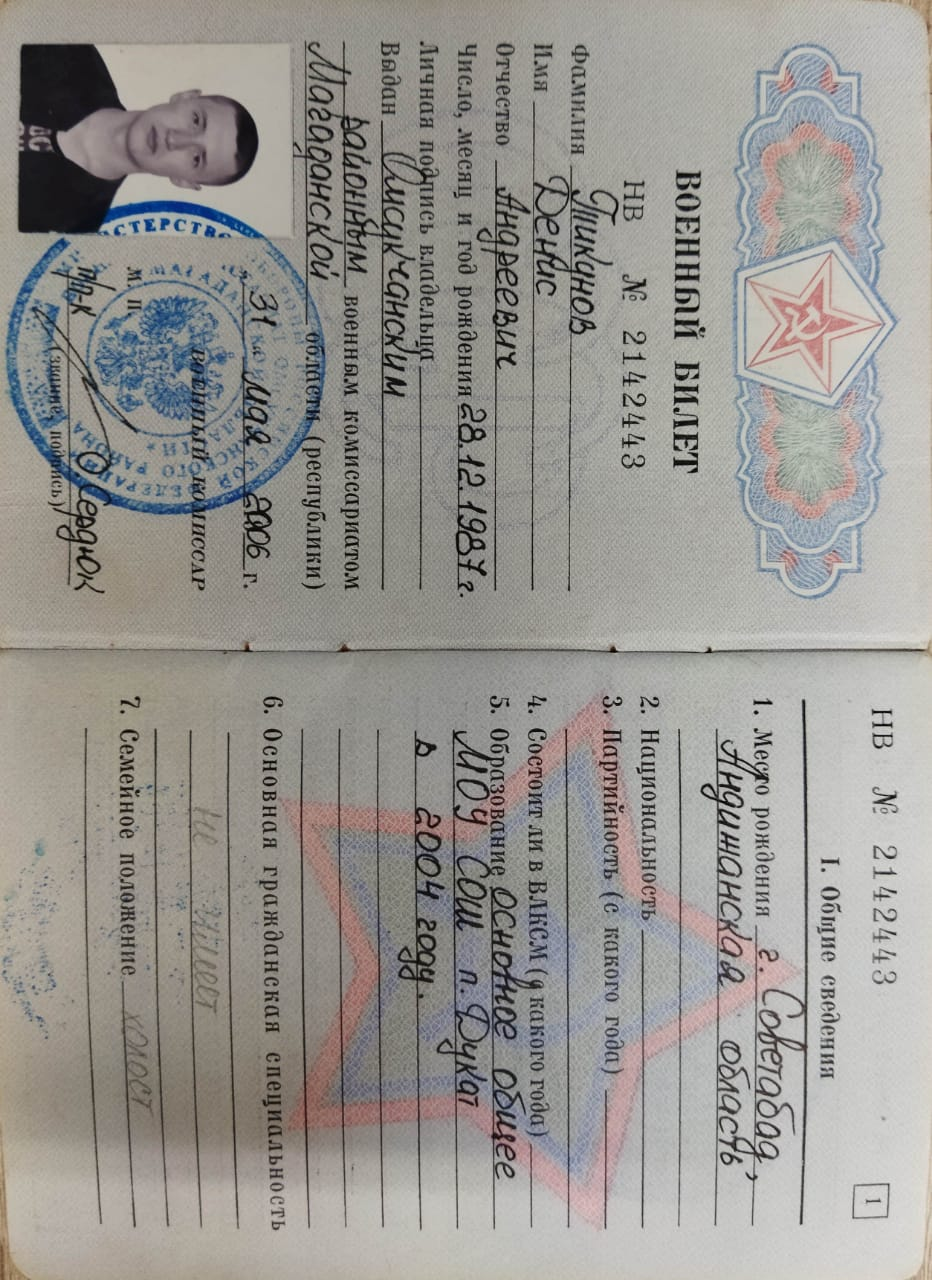 ВОЕННЫЙ БИЛЕТ
НВ № 2142443
Фамилия Тикунов
Имя Денис
Отчество Андреевич
Число, месяц и год рождения 28.12.1987 г.
Личная подпись владельца
Выдан Омсукчанским
районным военным комиссариатом
Магаданской области (республики)
„31 мая 2006 г.
ВОЕННЫЙ КОМИССАР
М. П.
п/п-к О Сердюк
(звание, подпись)
НВ № 2142443
1
I. Общие сведения
1. Место рождения г. Советабад,
Андижанская область
2. Национальность
3. Партийность (с какого года)
4. Состоит ли в ВЛКСМ (с какого года)
5. Образование основное общее
МОУ СОШ п. Дукат
в 2004 году.
6. Основная гражданская специальность
не имеет
7. Семейное положение холост